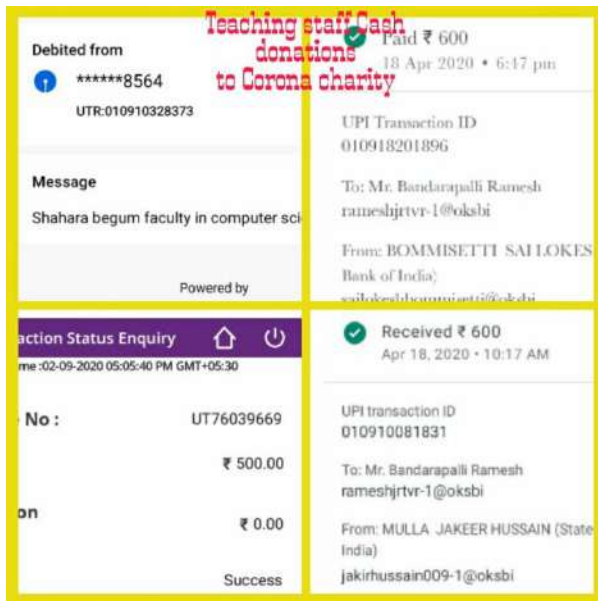 Teaching staff Cash
donations
to Corona charity
Debited from
******8564
UTR:010910328373
Message
Shahara begum faculty in computer sci
Powered by
Paid ₹ 600
18 Apr 2020 • 6:47 pm
UPI Transaction ID
010918201896
To: Mr. Bandarapalli Ramesh
rameshjrtvr-1@oksbi
From: BOMMISETTI SAI LOKES
Bank of India)
sailokeshbommisetti@oksbi
action Status Enquiry
me :02-09-2020 05:05:40 PM GMT+05:30
No :
UT76039669
₹ 500.00
on
₹ 0.00
Success
Received ₹ 600
Apr 18, 2020 • 10:17 AM
UPI transaction ID
010910081831
To: Mr. Bandarapalli Ramesh
rameshjrtvr-1@oksbi
From: MULLA JAKEER HUSSAIN (State
India)
jakirhussain009-1@oksbi